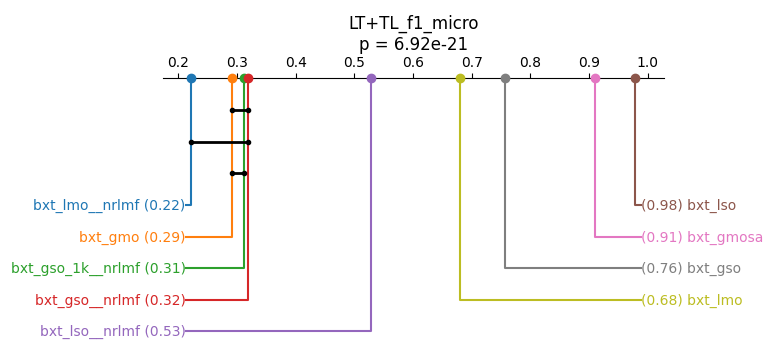 LT+TL_f1_micro
p = 6.92e-21
0.2 0.3 0.4 0.5 0.6 0.7 0.8 0.9 1.0
bxt_lmo__nrlmf (0.22) (0.98) bxt_lso
bxt_gmo (0.29) (0.91) bxt_gmosa
bxt_gso_1k__nrlmf (0.31) (0.76) bxt_gso
bxt_gso__nrlmf (0.32) (0.68) bxt_lmo
bxt_lso__nrlmf (0.53)